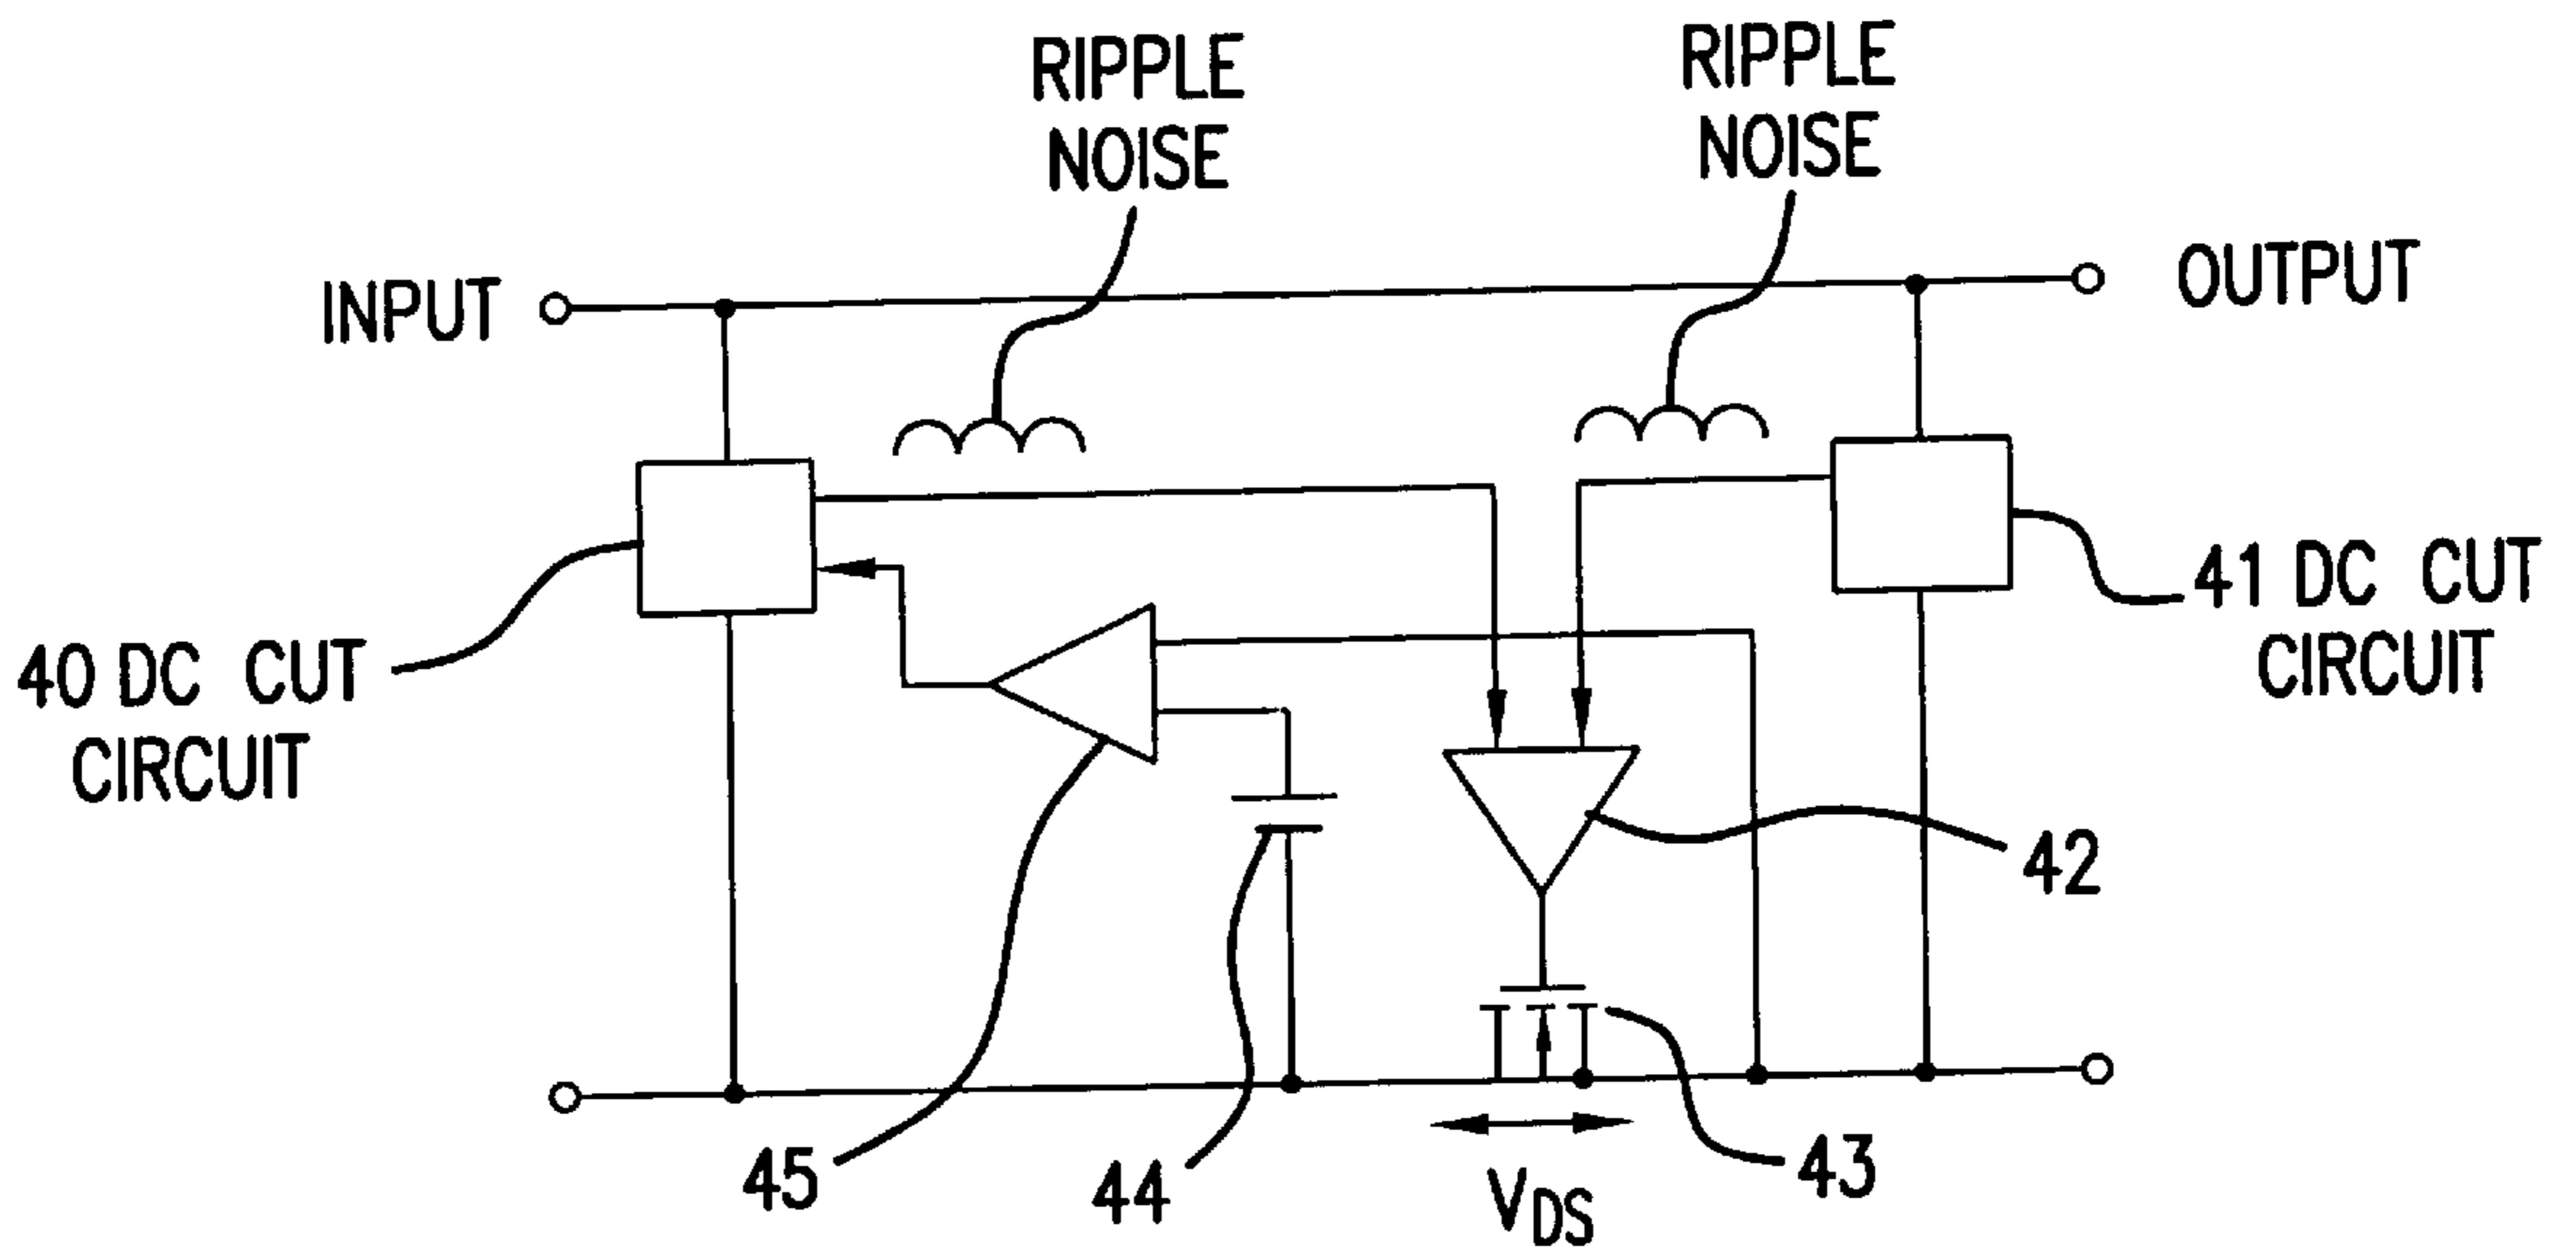 RIPPLE
NOISE
RIPPLE
NOISE
INPUT
OUTPUT
40 DC CUT
CIRCUIT
41 DC CUT
CIRCUIT
42
45
44
VDS
43